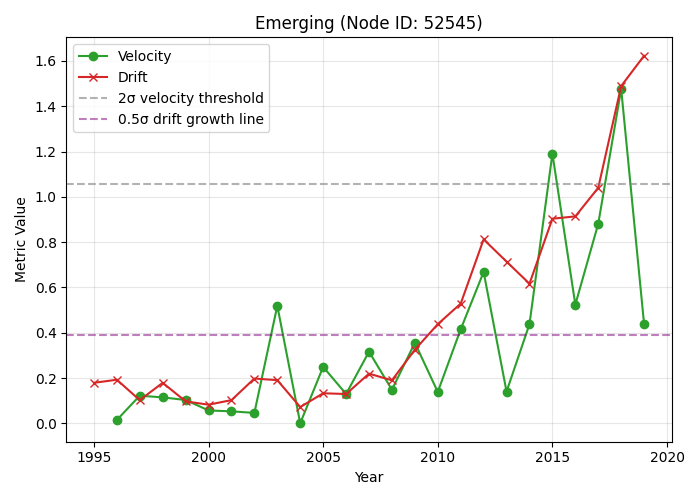 Emerging (Node ID: 52545)
Velocity
Drift
2σ velocity threshold
0.5σ drift growth line
Metric Value
1.6
1.4
1.2
1.0
0.8
0.6
0.4
0.2
0.0
1995
2000
2005
2010
2015
2020
Year